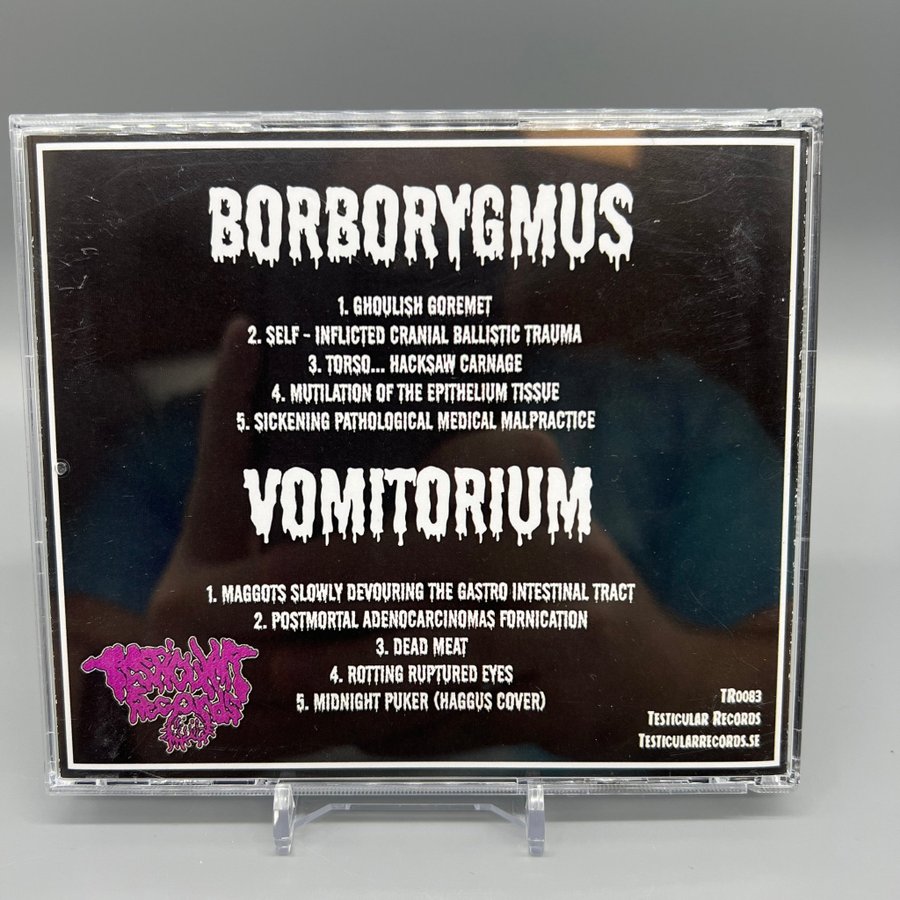 BORBORYGMUS
1. GHOULISH GOREMET
2. SELF - INFLICTED CRANIAL BALLISTIC TRAUMA
3. TORSO... HACKSAW CARNAGE
4. MUTILATION OF THE EPITHELIUM TISSUE
5. SICKENING PATHOLOGICAL MEDICAL MALPRACTICE
VOMITORIUM
1. MAGGOTS SLOWLY DEVOURING THE GASTRO INTESTINAL TRACT
2. POSTMORTAL ADENOCARCINOMAS FORNICATION
3. DEAD MEAT
4. ROTTING RUPTURED EYES
5. MIDNIGHT PUKER (HAGGUS COVER)
TESTICULAR
RECORDS
TR0083
TESTICULAR RECORDS
TESTICULARRECORDS.SE